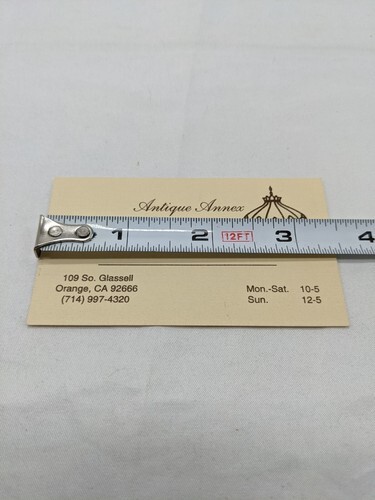 Antique Annex
1 2 12FT 3 4
109 So. Glassell
Orange, CA 92666
(714) 997-4320
Mon.-Sat. 10-5
Sun. 12-5